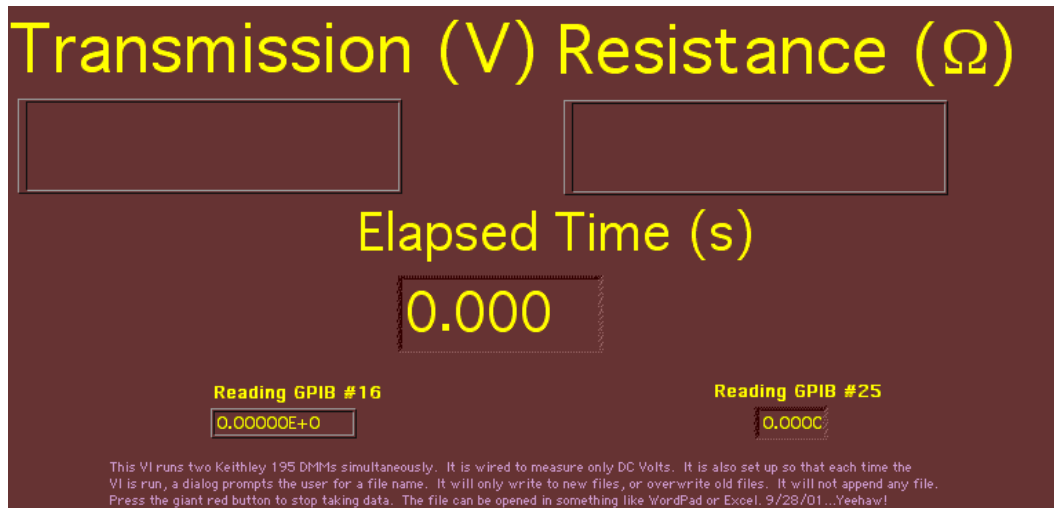 Transmission (V) Resistance (Ω)
Elapsed Time (s)
0.000
Reading GPIB #16
Reading GPIB #25
0.00000E+0
0.000
This VI runs two Keithley 195 DMMs simultaneously. It is wired to measure only DC Volts. It is also set up so that each time the
VI is run, a dialog prompts the user for a file name. It will only write to new files, or overwrite old files. It will not append any file.
Press the giant red button to stop taking data. The file can be opened in something like WordPad or Excel. 9/28/01...Yeehaw!